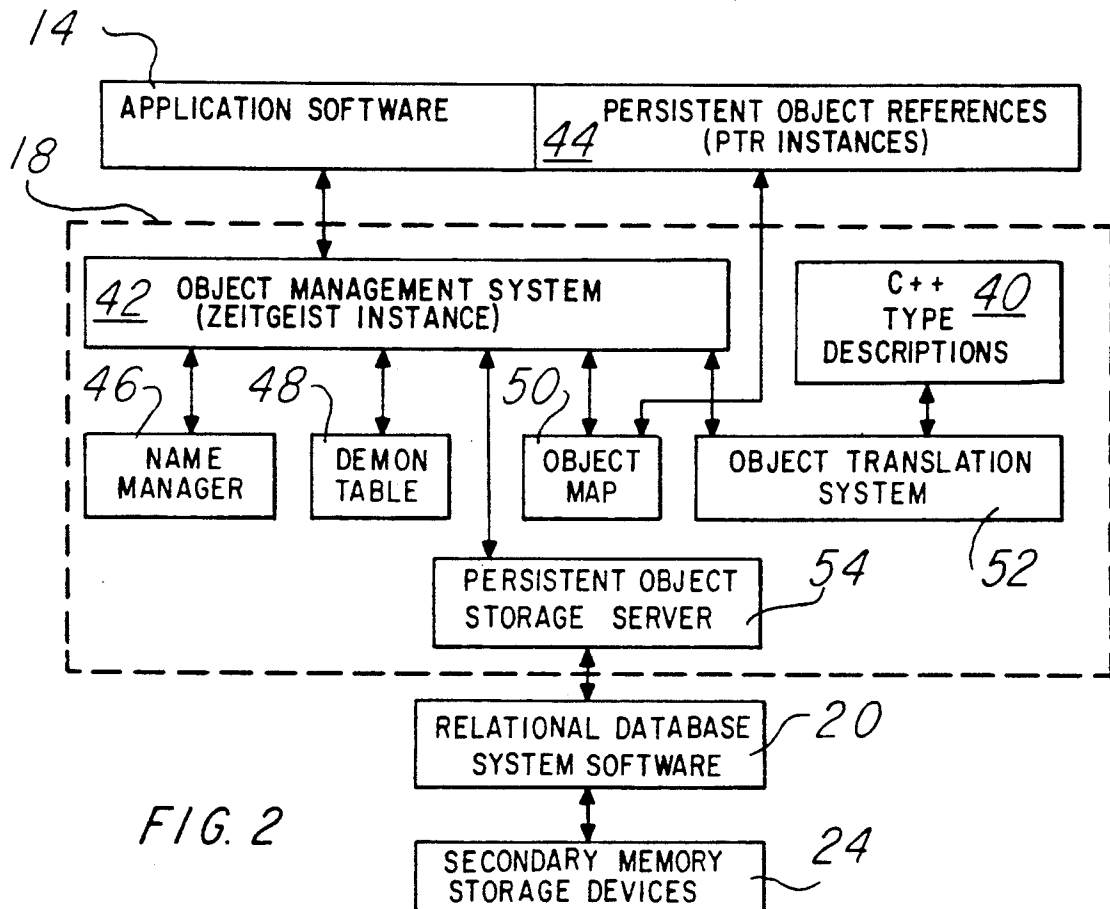 14
APPLICATION SOFTWARE
44
PERSISTENT OBJECT REFERENCES
(PTR INSTANCES)
18
42
OBJECT MANAGEMENT SYSTEM
(ZEITGEIST INSTANCE)
C++
TYPE
DESCRIPTIONS
40
46
48
50
NAME
MANAGER
DEMON
TABLE
OBJECT
MAP
OBJECT TRANSLATION
SYSTEM
52
PERSISTENT OBJECT
STORAGE SERVER
54
RELATIONAL DATABASE
SYSTEM SOFTWARE
20
FIG. 2
SECONDARY MEMORY
STORAGE DEVICES
24